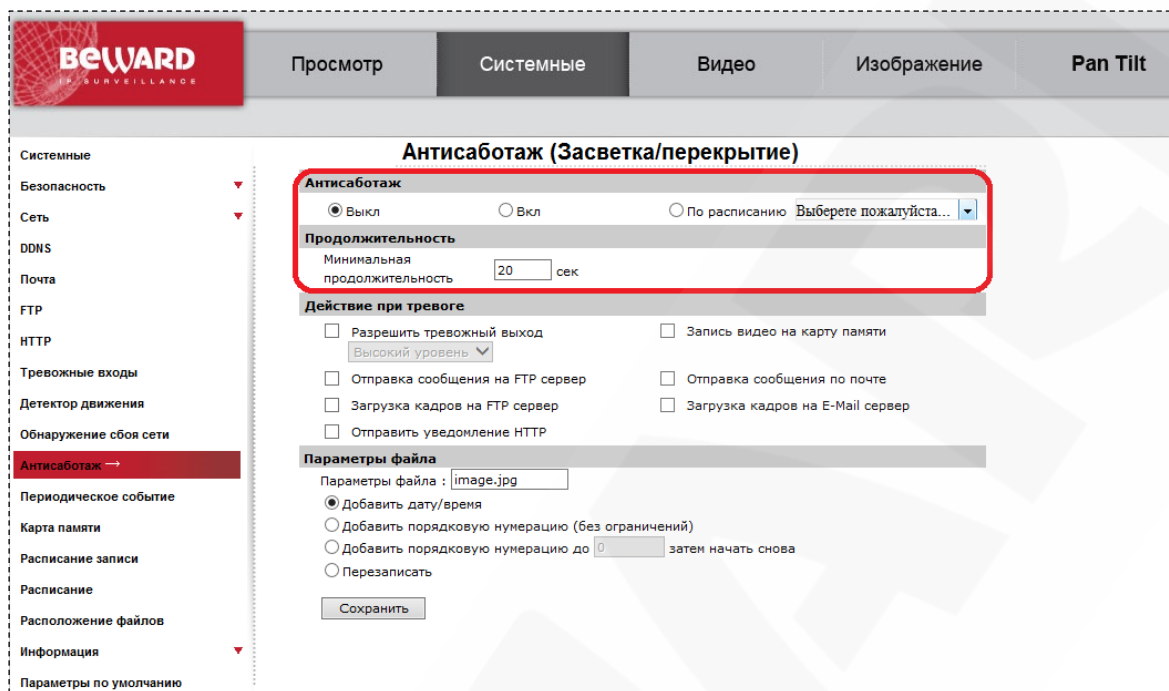 BEWARD
IP SURVEILLANCE
Просмотр
Системные
Видео
Изображение
Pan Tilt
Системные
Безопасность
Сеть
DDNS
Почта
FTP
HTTP
Тревожные входы
Детектор движения
Обнаружение сбоя сети
Антисаботаж →
Периодическое событие
Карта памяти
Расписание записи
Расписание
Расположение файлов
Информация
Параметры по умолчанию
Антисаботаж (Засветка/перекрытие)
Антисаботаж
Выкл
Вкл
По расписанию Выберете пожалуйста...
Продолжительность
Минимальная
продолжительность 20 сек
Действие при тревоге
Разрешить тревожный выход
Запись видео на карту памяти
Высокий уровень
Отправка сообщения на FTP сервер
Отправка сообщения по почте
Загрузка кадров на FTP сервер
Загрузка кадров на E-Mail сервер
Отправить уведомление HTTP
Параметры файла
Параметры файла : image.jpg
Добавить дату/время
Добавить порядковую нумерацию (без ограничений)
Добавить порядковую нумерацию до 0 затем начать снова
Перезаписать
Сохранить